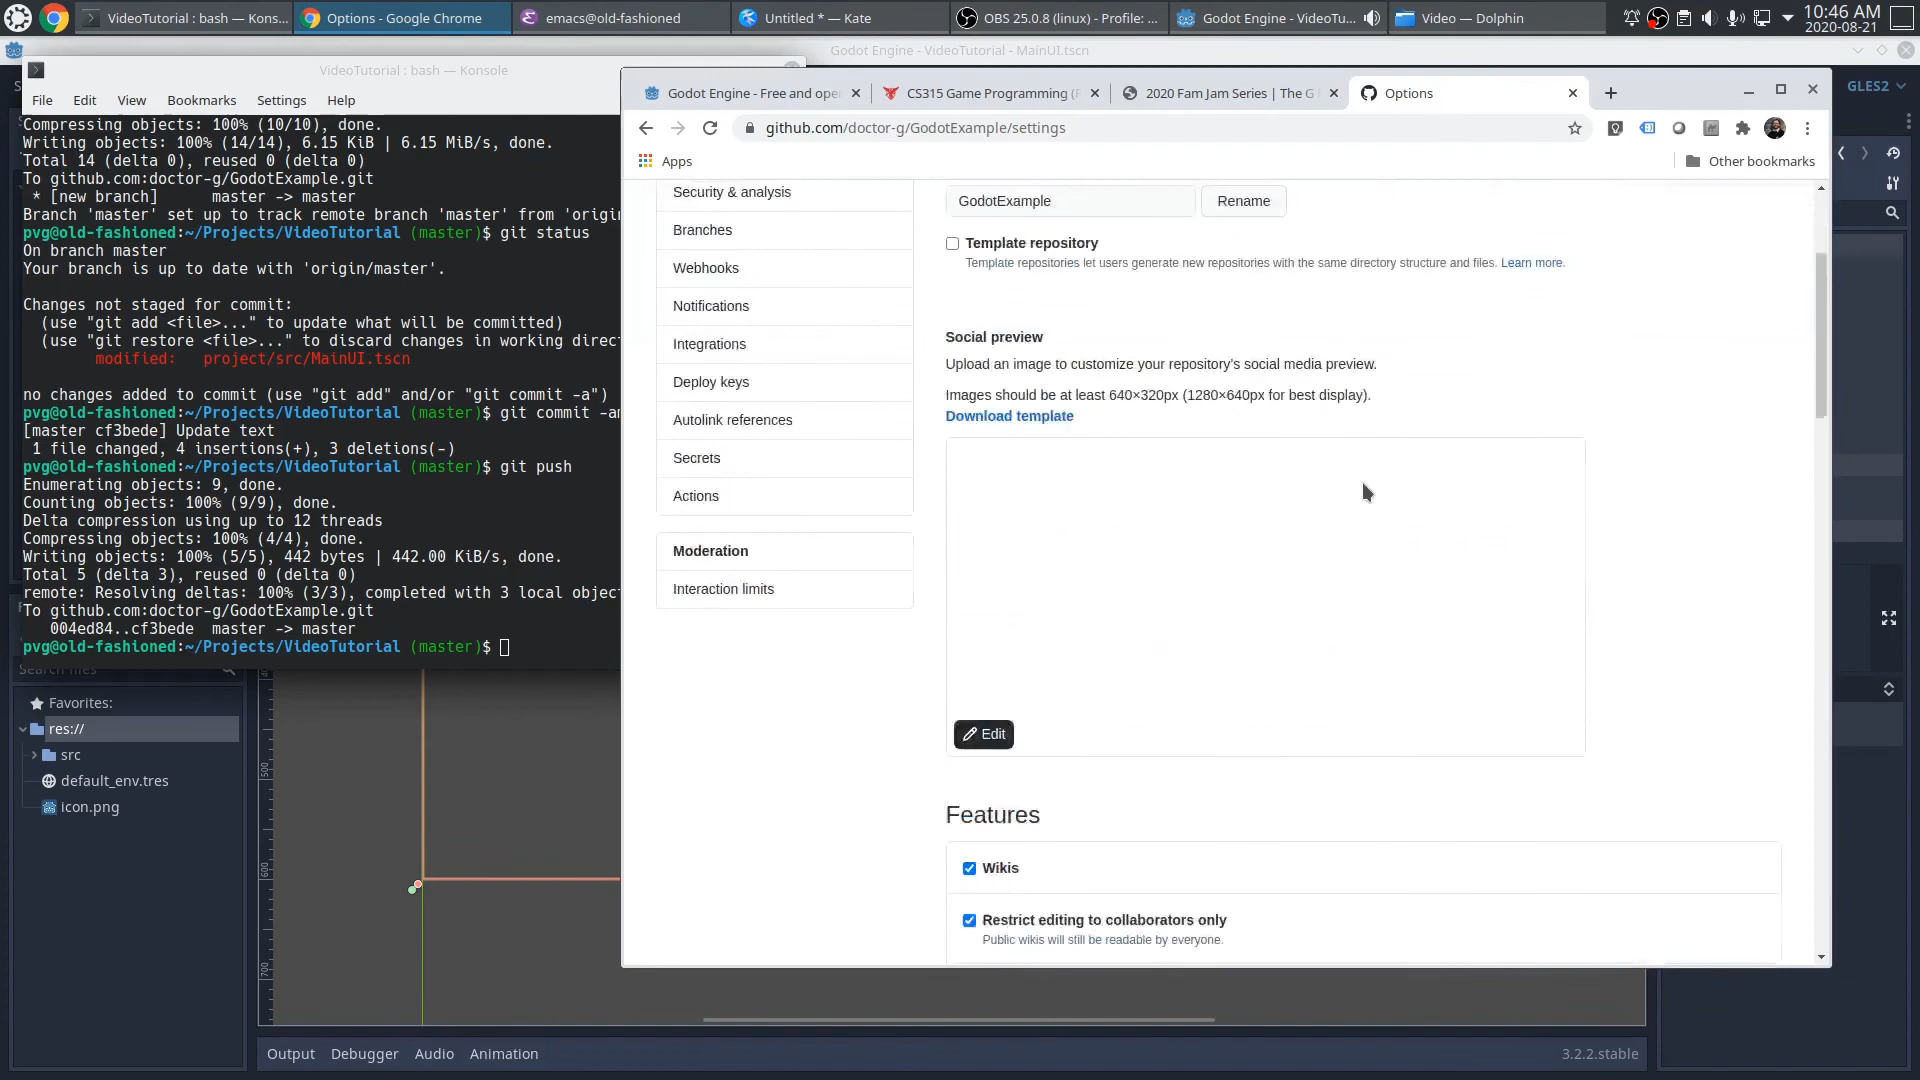 VideoTutorial : bash — Kons...
Options - Google Chrome
emacs@old-fashioned
Untitled * — Kate
OBS 25.0.8 (linux) - Profile: ...
Godot Engine - VideoTu...
Video — Dolphin
10:46 AM
2020-08-21
Godot Engine - VideoTutorial - MainUI.tscn
GLES2
VideoTutorial : bash — Konsole
File Edit View Bookmarks Settings Help
Compressing objects: 100% (10/10), done.
Writing objects: 100% (14/14), 6.15 KiB | 6.15 MiB/s, done.
Total 14 (delta 0), reused 0 (delta 0)
To github.com:doctor-g/GodotExample.git
* [new branch] master -> master
Branch 'master' set up to track remote branch 'master' from 'origin
pvg@old-fashioned:~/Projects/VideoTutorial (master)$ git status
On branch master
Your branch is up to date with 'origin/master'.
Changes not staged for commit:
(use "git add <file>..." to update what will be committed)
(use "git restore <file>..." to discard changes in working direct
modified: project/src/MainUI.tscn
no changes added to commit (use "git add" and/or "git commit -a")
pvg@old-fashioned:~/Projects/VideoTutorial (master)$ git commit -am
[master cf3bede] Update text
1 file changed, 4 insertions(+), 3 deletions(-)
pvg@old-fashioned:~/Projects/VideoTutorial (master)$ git push
Enumerating objects: 9, done.
Counting objects: 100% (9/9), done.
Delta compression using up to 12 threads
Compressing objects: 100% (4/4), done.
Writing objects: 100% (5/5), 442 bytes | 442.00 KiB/s, done.
Total 5 (delta 3), reused 0 (delta 0)
remote: Resolving deltas: 100% (3/3), completed with 3 local object
To github.com:doctor-g/GodotExample.git
004ed84..cf3bede master -> master
pvg@old-fashioned:~/Projects/VideoTutorial (master)$
Search files
Favorites:
res://
src
default_env.tres
icon.png
500
600
700
Output Debugger Audio Animation
3.2.2.stable
Godot Engine - Free and ope
CS315 Game Programming (F
2020 Fam Jam Series | The G
Options
github.com/doctor-g/GodotExample/settings
Apps
Other bookmarks
Security & analysis
Branches
Webhooks
Notifications
Integrations
Deploy keys
Autolink references
Secrets
Actions
Moderation
Interaction limits
GodotExample
Rename
Template repository
Template repositories let users generate new repositories with the same directory structure and files. Learn more.
Social preview
Upload an image to customize your repository's social media preview.
Images should be at least 640×320px (1280×640px for best display).
Download template
Edit
Features
Wikis
Restrict editing to collaborators only
Public wikis will still be readable by everyone.